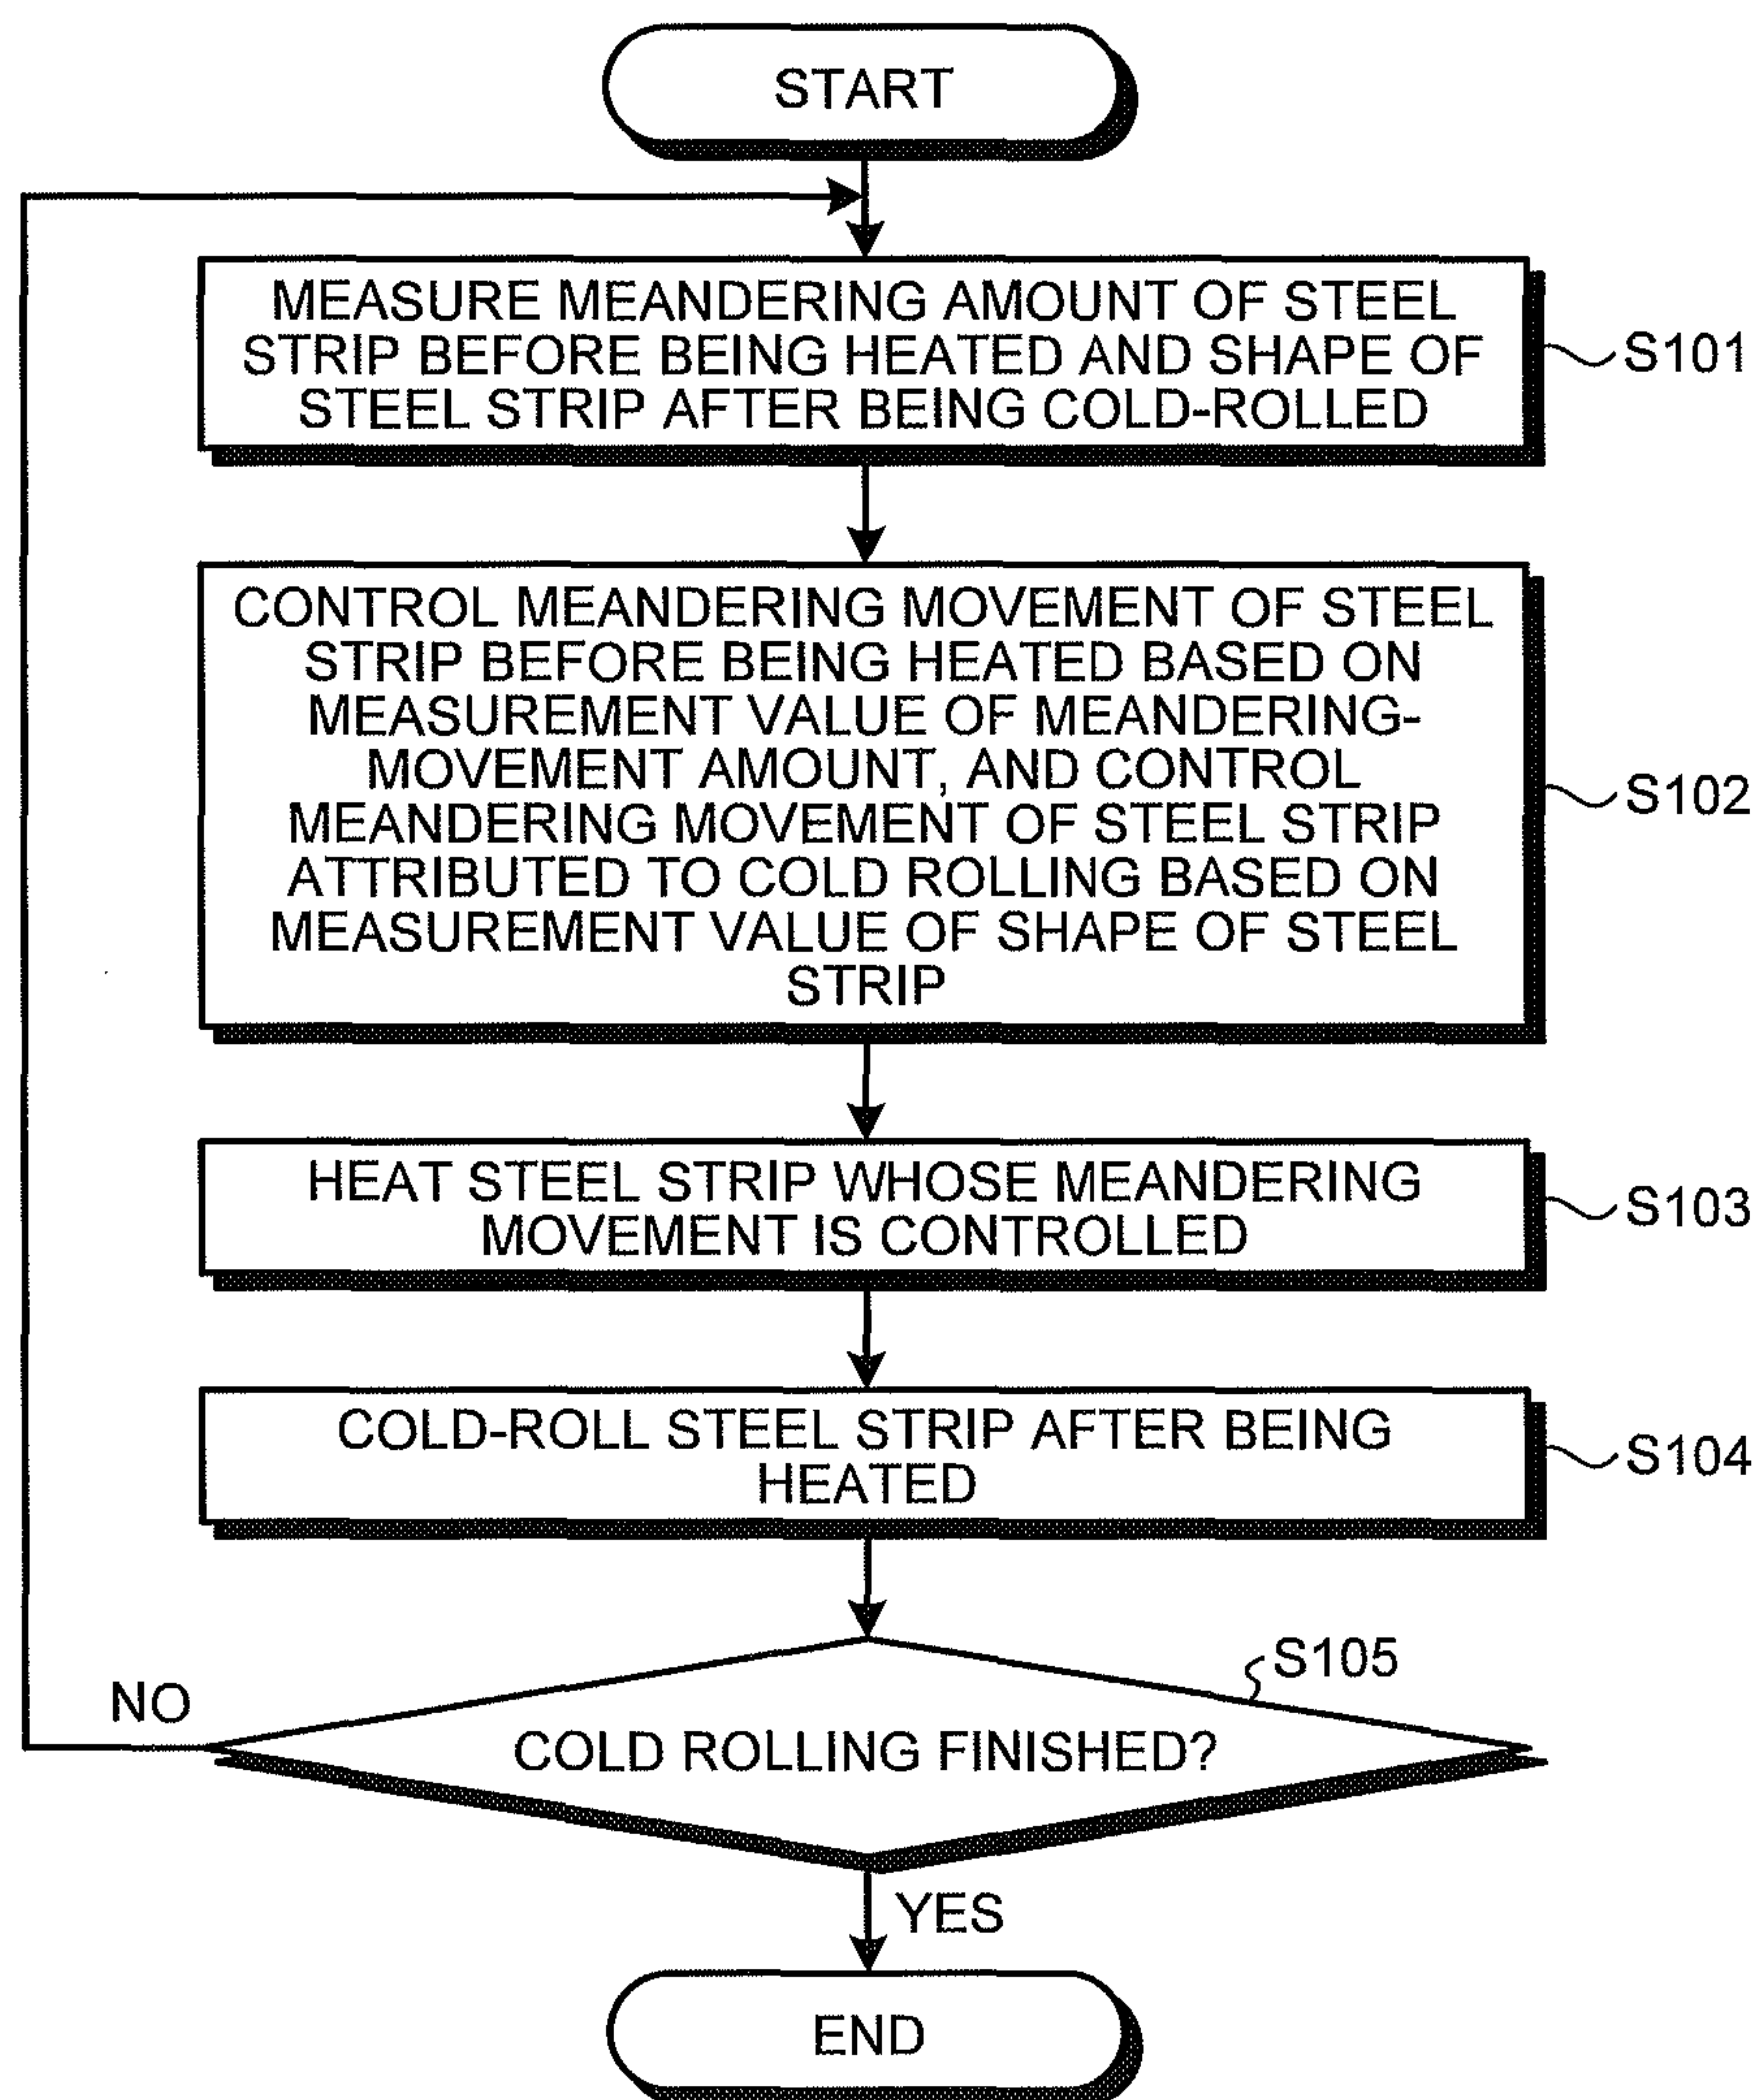 START
MEASURE MEANDERING AMOUNT OF STEEL
STRIP BEFORE BEING HEATED AND SHAPE OF
STEEL STRIP AFTER BEING COLD-ROLLED
S101
CONTROL MEANDERING MOVEMENT OF STEEL
STRIP BEFORE BEING HEATED BASED ON
MEASUREMENT VALUE OF MEANDERING-
MOVEMENT AMOUNT, AND CONTROL
MEANDERING MOVEMENT OF STEEL STRIP
ATTRIBUTED TO COLD ROLLING BASED ON
MEASUREMENT VALUE OF SHAPE OF STEEL
STRIP
S102
HEAT STEEL STRIP WHOSE MEANDERING
MOVEMENT IS CONTROLLED
S103
COLD-ROLL STEEL STRIP AFTER BEING
HEATED
S104
S105
NO
COLD ROLLING FINISHED?
YES
END